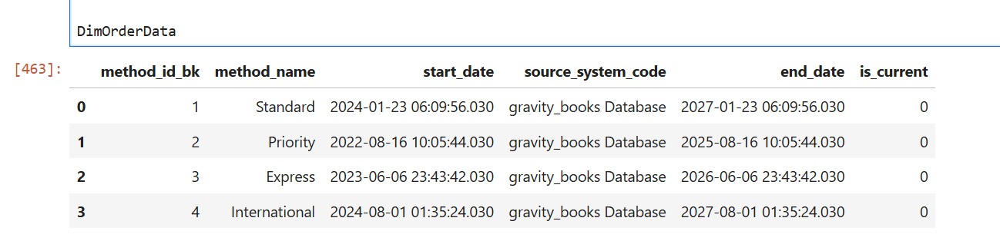 DimOrderData
[463]:
method_id_bk method_name start_date source_system_code end_date is_current
0 1 Standard 2024-01-23 06:09:56.030 gravity_books Database 2027-01-23 06:09:56.030 0
1 2 Priority 2022-08-16 10:05:44.030 gravity_books Database 2025-08-16 10:05:44.030 0
2 3 Express 2023-06-06 23:43:42.030 gravity_books Database 2026-06-06 23:43:42.030 0
3 4 International 2024-08-01 01:35:24.030 gravity_books Database 2027-08-01 01:35:24.030 0